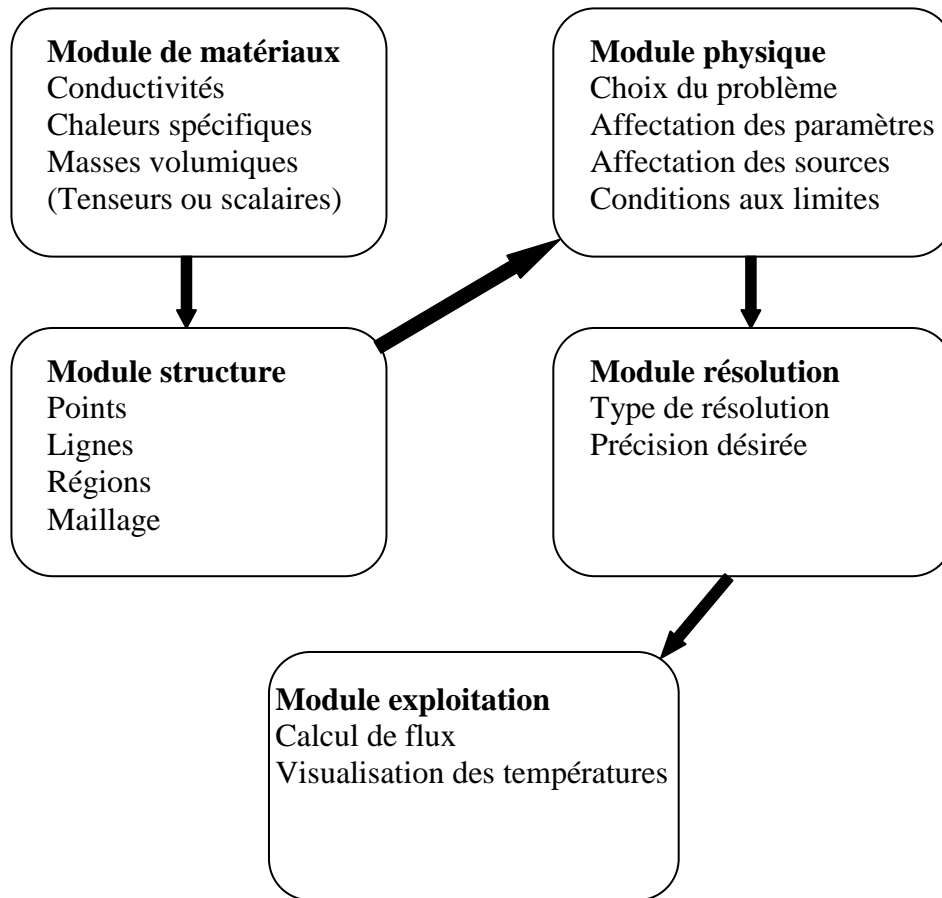 Module de matériaux
Conductivités
Chaleurs spécifiques
Masses volumiques
(Tenseurs ou scalaires)
Module structure
Points
Lignes
Régions
Maillage
Module physique
Choix du problème
Affectation des paramètres
Affectation des sources
Conditions aux limites
Module résolution
Type de résolution
Précision désirée
Module exploitation
Calcul de flux
Visualisation des températures